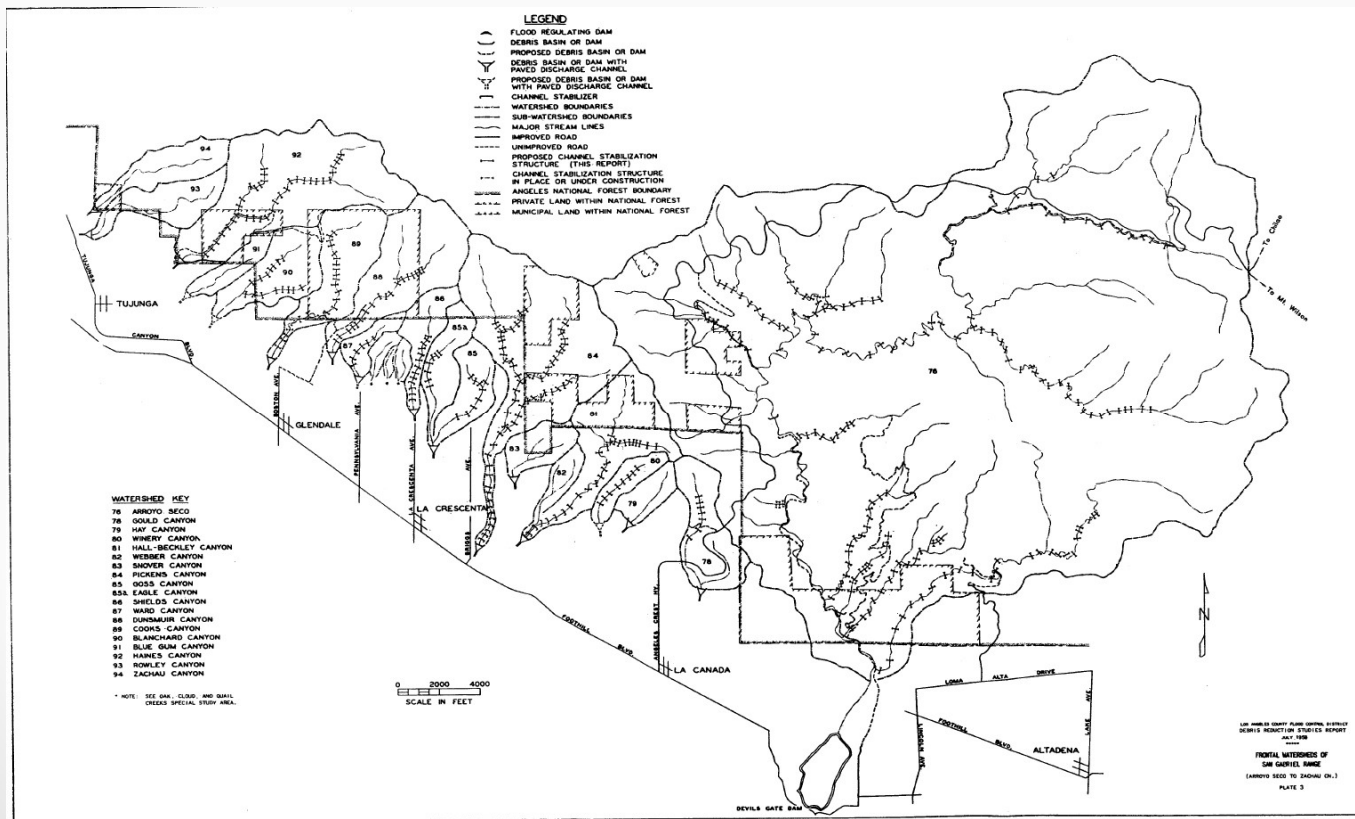 LEGEND
FLOOD REGULATING DAM
DEBRIS BASIN OR DAM
PROPOSED DEBRIS BASIN OR DAM
DEBRIS BASIN OR DAM WITH
PAVED DISCHARGE CHANNEL
PROPOSED DEBRIS BASIN OR DAM
WITH PAVED DISCHARGE CHANNEL
CHANNEL STABILIZER
WATERSHED BOUNDARIES
SUB-WATERSHED BOUNDARIES
MAJOR STREAM LINES
IMPROVED ROAD
UNIMPROVED ROAD
PROPOSED CHANNEL STABILIZATION
STRUCTURE (THIS REPORT)
CHANNEL STABILIZATION STRUCTURE
IN PLACE OR UNDER CONSTRUCTION
ANGELES NATIONAL FOREST BOUNDARY
PRIVATE LAND WITHIN NATIONAL FOREST
MUNICIPAL LAND WITHIN NATIONAL FOREST
94
92
93
91
90
89
88
86
85a
85
87
84
81
83
82
80
79
78
76
To Chilao
To Mt. Wilson
TUJUNGA
TUJUNGA
CANYON
BLVD.
BOSTON AVE.
GLENDALE
PENNSYLVANIA AVE.
LA CRESCENTA AVE.
LA CRESCENTA
BRIGGS AVE.
FOOTHILL BLVD.
ANGELES CREST HY.
LA CANADA
LOMA ALTA DRIVE
LINCOLN AVE.
FOOTHILL BLVD.
LAKE AVE.
ALTADENA
DEVILS GATE DAM
N
WATERSHED KEY
76 ARROYO SECO
78 GOULD CANYON
79 HAY CANYON
80 WINERY CANYON
81 HALL-BECKLEY CANYON
82 WEBBER CANYON
83 SNOVER CANYON
84 PICKENS CANYON
85 GOSS CANYON
85a EAGLE CANYON
86 SHIELDS CANYON
87 WARD CANYON
88 DUNSMUIR CANYON
89 COOKS CANYON
90 BLANCHARD CANYON
91 BLUE GUM CANYON
92 HAINES CANYON
93 ROWLEY CANYON
94 ZACHAU CANYON
* NOTE: SEE OAK, CLOUD, AND QUAIL
CREEKS SPECIAL STUDY AREA.
0 2000 4000
SCALE IN FEET
LOS ANGELES COUNTY FLOOD CONTROL DISTRICT
DEBRIS REDUCTION STUDIES REPORT
JULY 1959
FRONTAL WATERSHEDS OF
SAN GABRIEL RANGE
(ARROYO SECO TO ZACHAU CN.)
PLATE 3